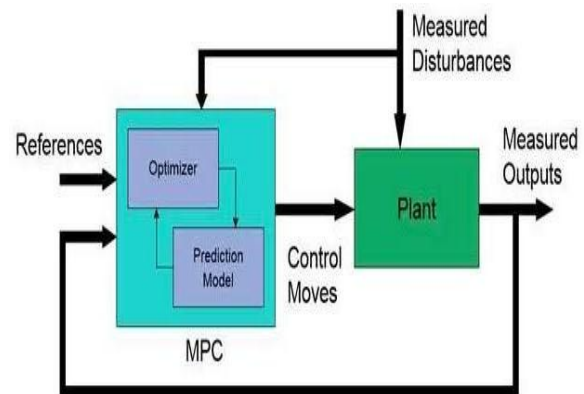 Measured
Disturbances
References
Optimizer
Prediction
Model
MPC
Control
Moves
Plant
Measured
Outputs